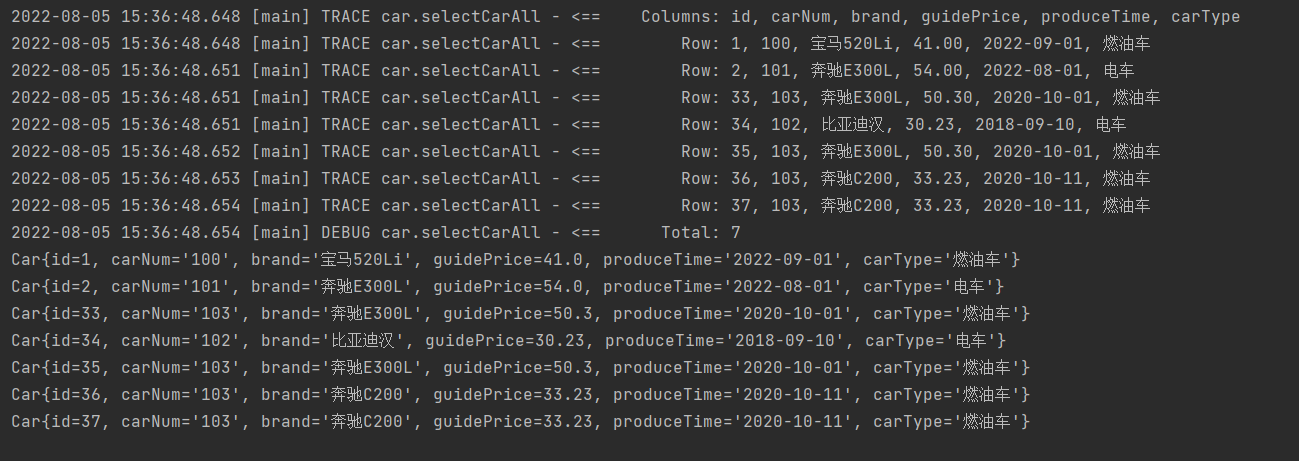 2022-08-05 15:36:48.648 [main] TRACE car.selectCarAll - <==    Columns: id, carNum, brand, guidePrice, produceTime, carType
2022-08-05 15:36:48.648 [main] TRACE car.selectCarAll - <==        Row: 1, 100, 宝马520Li, 41.00, 2022-09-01, 燃油车
2022-08-05 15:36:48.651 [main] TRACE car.selectCarAll - <==        Row: 2, 101, 奔驰E300L, 54.00, 2022-08-01, 电车
2022-08-05 15:36:48.651 [main] TRACE car.selectCarAll - <==        Row: 33, 103, 奔驰E300L, 50.30, 2020-10-01, 燃油车
2022-08-05 15:36:48.651 [main] TRACE car.selectCarAll - <==        Row: 34, 102, 比亚迪汉, 30.23, 2018-09-10, 电车
2022-08-05 15:36:48.652 [main] TRACE car.selectCarAll - <==        Row: 35, 103, 奔驰E300L, 50.30, 2020-10-01, 燃油车
2022-08-05 15:36:48.653 [main] TRACE car.selectCarAll - <==        Row: 36, 103, 奔驰C200, 33.23, 2020-10-11, 燃油车
2022-08-05 15:36:48.654 [main] TRACE car.selectCarAll - <==        Row: 37, 103, 奔驰C200, 33.23, 2020-10-11, 燃油车
2022-08-05 15:36:48.654 [main] DEBUG car.selectCarAll - <==      Total: 7
Car{id=1, carNum='100', brand='宝马520Li', guidePrice=41.0, produceTime='2022-09-01', carType='燃油车'}
Car{id=2, carNum='101', brand='奔驰E300L', guidePrice=54.0, produceTime='2022-08-01', carType='电车'}
Car{id=33, carNum='103', brand='奔驰E300L', guidePrice=50.3, produceTime='2020-10-01', carType='燃油车'}
Car{id=34, carNum='102', brand='比亚迪汉', guidePrice=30.23, produceTime='2018-09-10', carType='电车'}
Car{id=35, carNum='103', brand='奔驰E300L', guidePrice=50.3, produceTime='2020-10-01', carType='燃油车'}
Car{id=36, carNum='103', brand='奔驰C200', guidePrice=33.23, produceTime='2020-10-11', carType='燃油车'}
Car{id=37, carNum='103', brand='奔驰C200', guidePrice=33.23, produceTime='2020-10-11', carType='燃油车'}